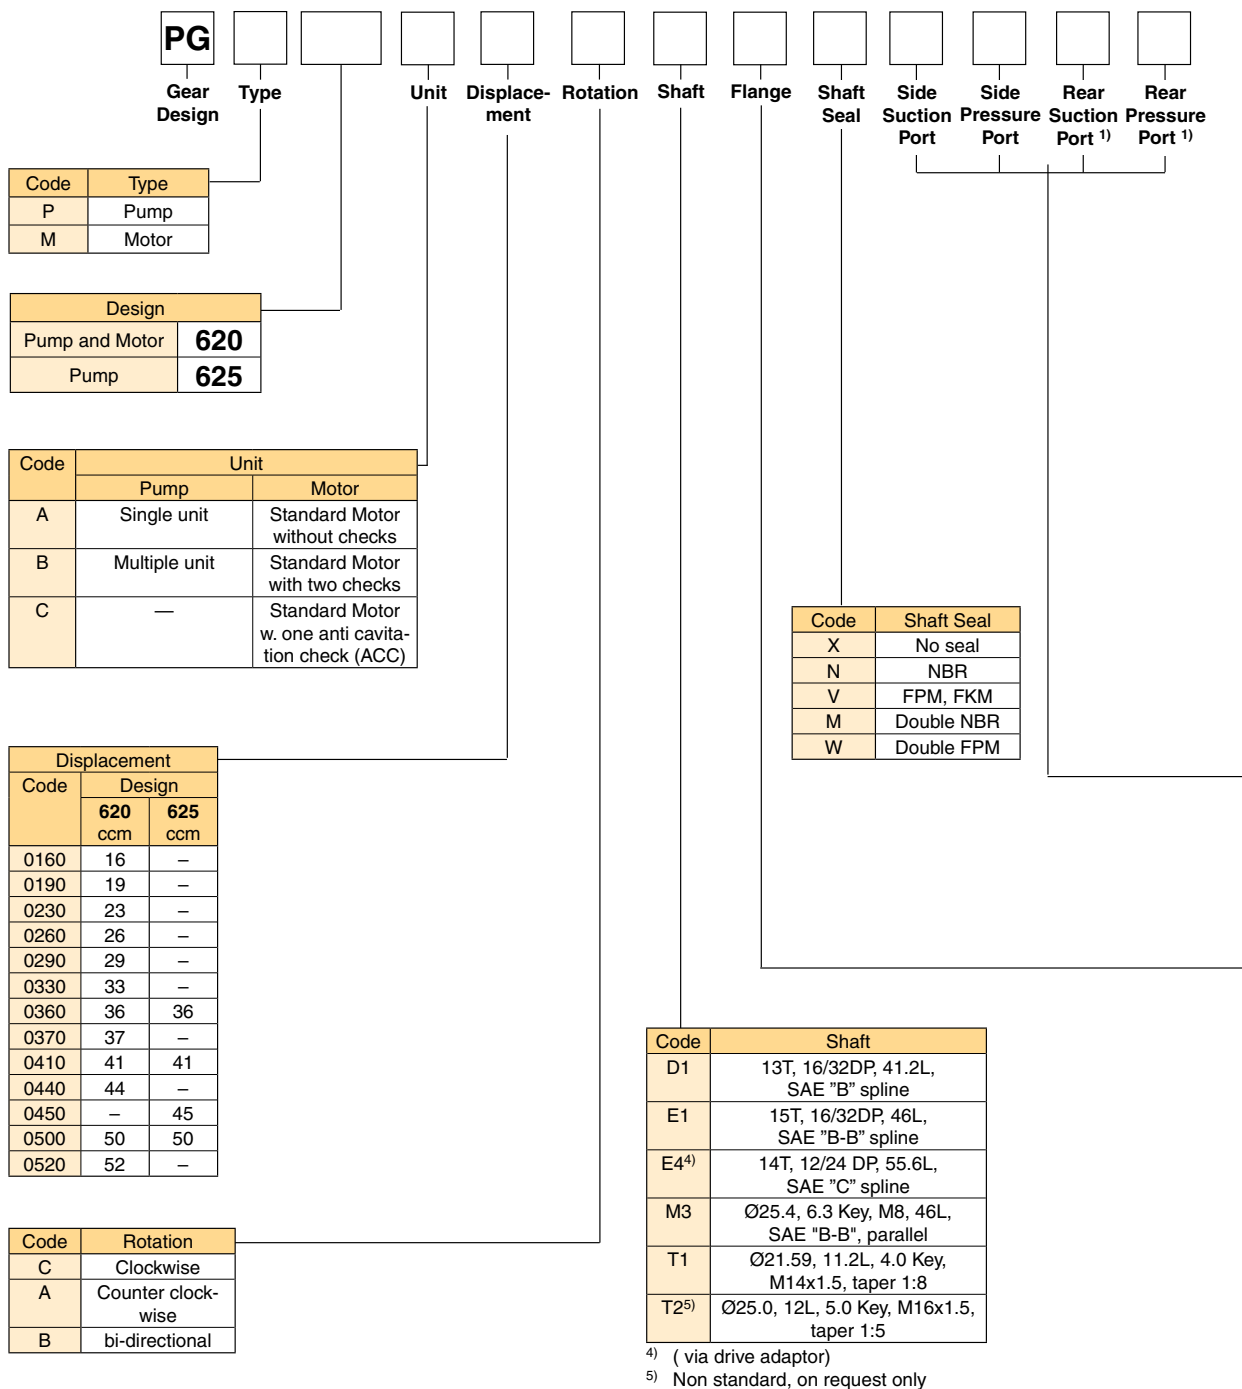 PG
Gear Design
Type
Unit
Displace-
ment
Rotation
Shaft
Flange
Shaft
Seal
Side
Suction
Port
Side
Pressure
Port
Rear
Suction
Port 1)
Rear
Pressure
Port 1)
Code Type
P Pump
M Motor
Design
Pump and Motor 620
Pump 625
Code Unit
Pump Motor
A Single unit Standard Motor
without checks
B Multiple unit Standard Motor
with two checks
C — Standard Motor
w. one anti cavita-
tion check (ACC)
Code Shaft Seal
X No seal
N NBR
V FPM, FKM
M Double NBR
W Double FPM
Displacement
Code Design
620 625
ccm ccm
0160 16 –
0190 19 –
0230 23 –
0260 26 –
0290 29 –
0330 33 –
0360 36 36
0370 37 –
0410 41 41
0440 44 –
0450 – 45
0500 50 50
0520 52 –
Code Shaft
D1 13T, 16/32DP, 41.2L,
SAE ”B” spline
E1 15T, 16/32DP, 46L,
SAE ”B-B” spline
E4 4) 14T, 12/24 DP, 55.6L,
SAE ”C” spline
M3 Ø25.4, 6.3 Key, M8, 46L,
SAE "B-B", parallel
T1 Ø21.59, 11.2L, 4.0 Key,
M14x1.5, taper 1:8
T2 5) Ø25.0, 12L, 5.0 Key, M16x1.5,
taper 1:5
4) ( via drive adaptor)
5) Non standard, on request only
Code Rotation
C Clockwise
A Counter clock-
wise
B bi-directional